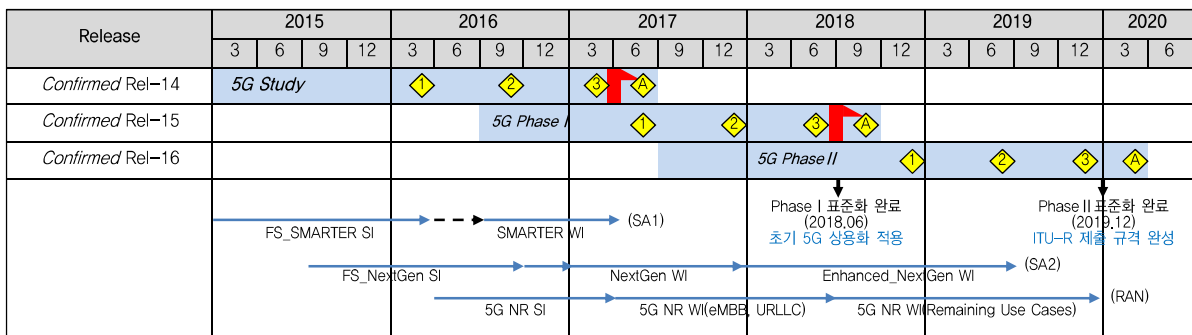 Release 2015 2016 2017 2018 2019 2020
3 6 9 12 3 6 9 12 3 6 9 12 3 6 9 12 3 6 9 12 3 6
Confirmed Rel-14 5G Study 1 2 3 A
Confirmed Rel-15 5G Phase Ⅰ 1 2 3 A
Confirmed Rel-16 5G Phase Ⅱ 1 2 3 A
FS_SMARTER SI SMARTER WI (SA1)
Phase Ⅰ 표준화 완료
(2018.06)
초기 5G 상용화 적용
Phase Ⅱ 표준화 완료
(2019.12)
ITU-R 제출 규격 완성
FS_NextGen SI NextGen WI Enhanced_NextGen WI (SA2)
5G NR SI 5G NR WI(eMBB, URLLC) 5G NR WI(Remaining Use Cases) (RAN)